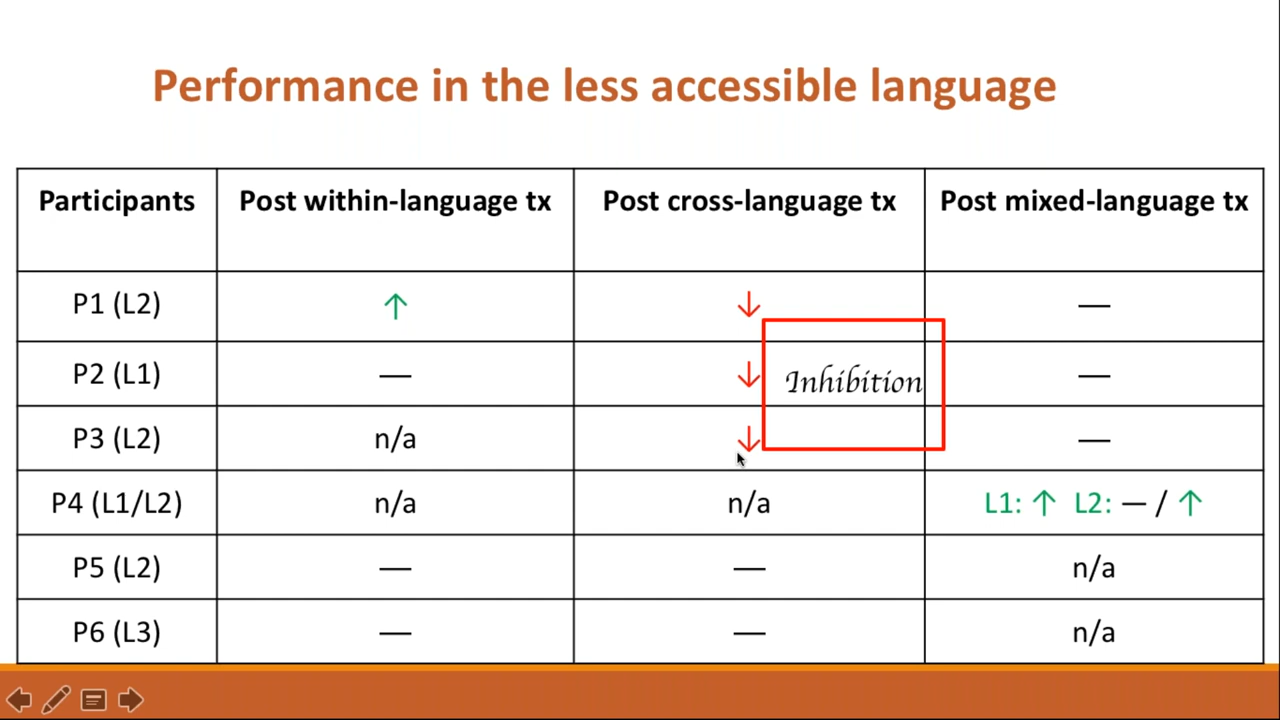 Performance in the less accessible language
Participants Post within-language tx Post cross-language tx Post mixed-language tx
P1 (L2) ↑ ↓ —
P2 (L1) — ↓ Inhibition —
P3 (L2) n/a ↓ —
P4 (L1/L2) n/a n/a L1: ↑ L2: — / ↑
P5 (L2) — — n/a
P6 (L3) — — n/a